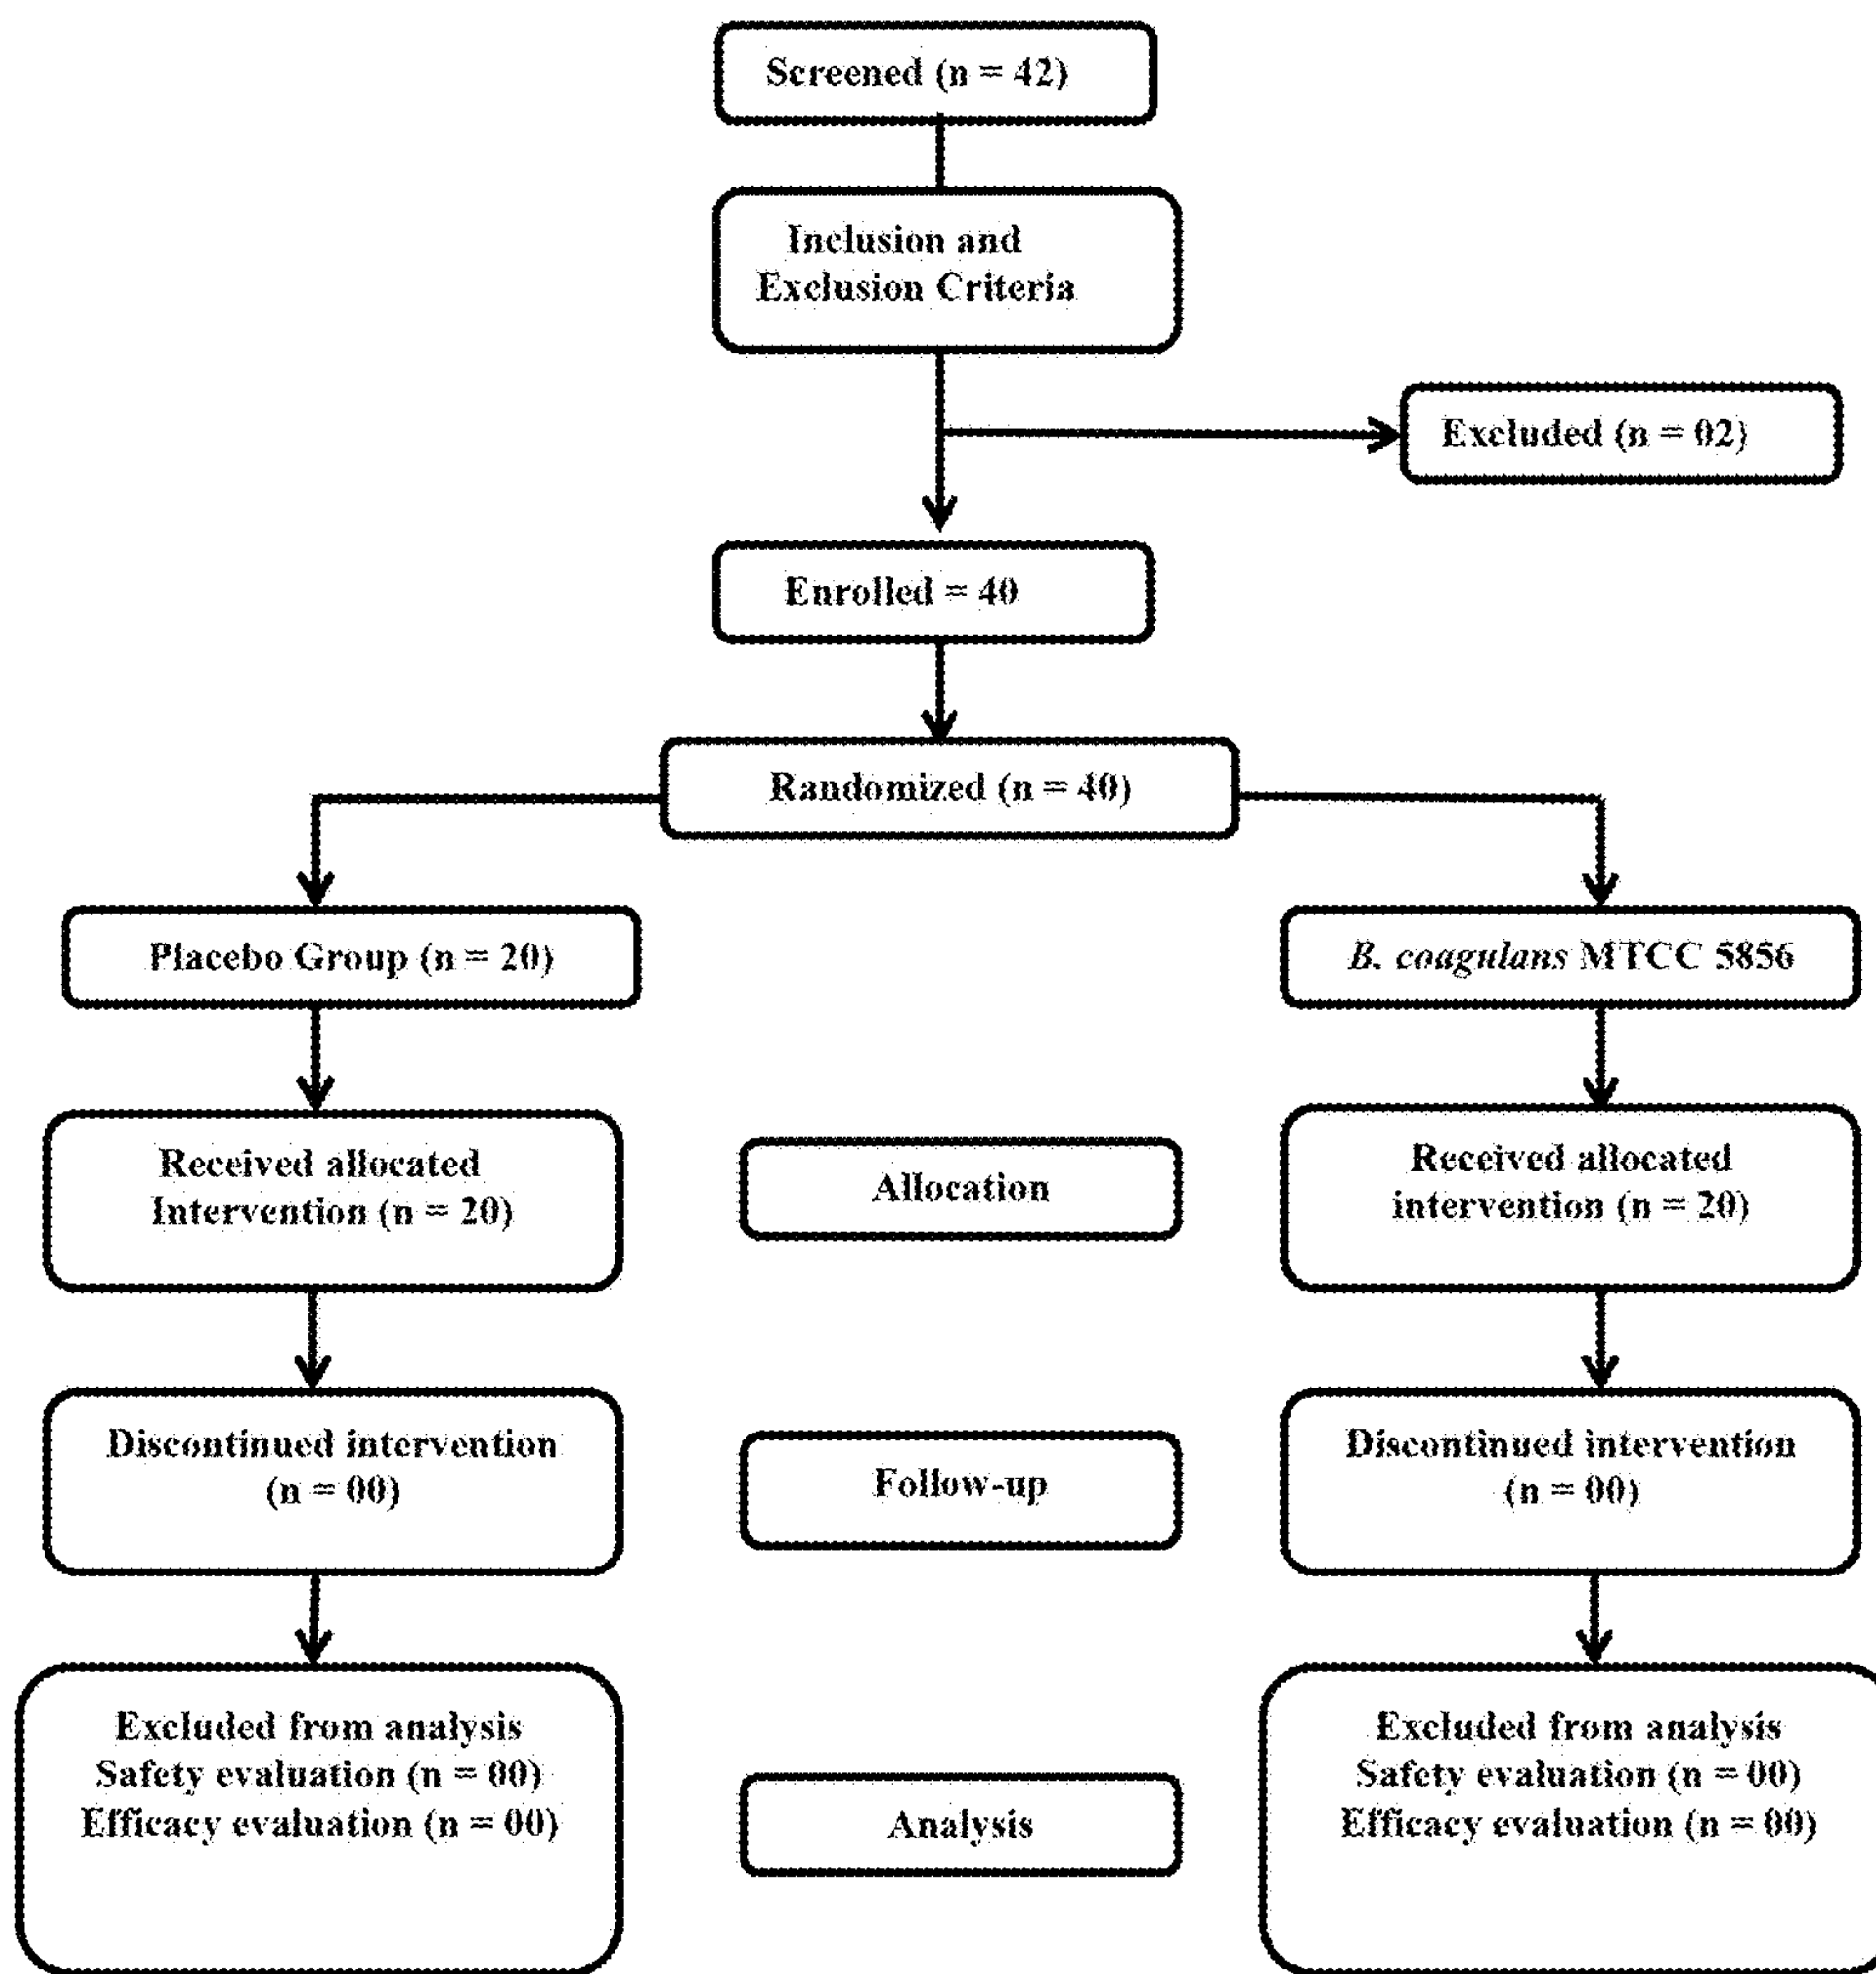 Screened (n = 42)
Inclusion and
Exclusion Criteria
Excluded (n = 02)
Enrolled = 40
Randomized (n = 40)
Placebo Group (n = 20)
B. coagulans MTCC 5856
Received allocated
Intervention (n = 20)
Allocation
Received allocated
intervention (n = 20)
Discontinued intervention
(n = 00)
Follow-up
Discontinued intervention
(n = 00)
Excluded from analysis
Safety evaluation (n = 00)
Efficacy evaluation (n = 00)
Analysis
Excluded from analysis
Safety evaluation (n = 00)
Efficacy evaluation (n = 00)